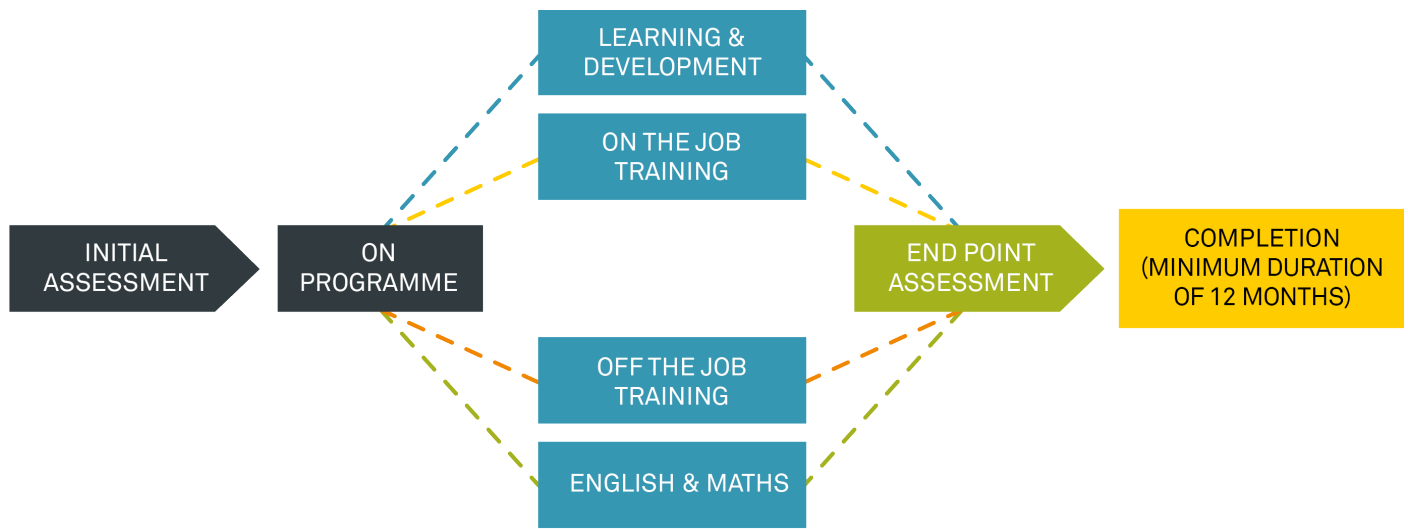 LEARNING &
DEVELOPMENT
ON THE JOB
TRAINING
INITIAL
ASSESSMENT
ON
PROGRAMME
END POINT
ASSESSMENT
COMPLETION
(MINIMUM DURATION
OF 12 MONTHS)
OFF THE JOB
TRAINING
ENGLISH & MATHS